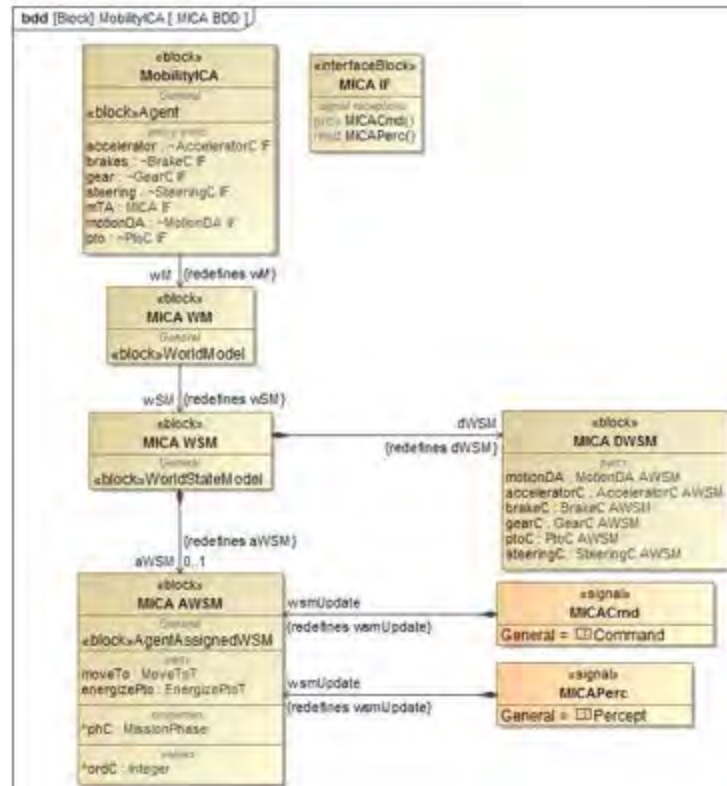 bdd [Block] MobilityICA [ MICA BDD ]
«block»
MobilityICA
General
«block»Agent
accelerator : ~AcceleratorC IF
brakes : ~BrakeC IF
gear : ~GearC IF
steering : ~SteeringC IF
mTA : MICA IF
motionDA : ~MotionDA IF
pto : ~PtoC IF
«interfaceBlock»
MICA IF
signal receptions
prov MICACmd()
reqd MICAPerc()
wM {redefines wM}
«block»
MICA WM
General
«block»WorldModel
wSM {redefines wSM}
«block»
MICA WSM
General
«block»WorldStateModel
dWSM
{redefines dWSM}
«block»
MICA DWSM
parts
motionDA : MotionDA AWSM
acceleratorC : AcceleratorC AWSM
brakeC : BrakeC AWSM
gearC : GearC AWSM
ptoC : PtoC AWSM
steeringC : SteeringC AWSM
{redefines aWSM}
aWSM 0..1
«block»
MICA AWSM
General
«block»AgentAssignedWSM
parts
moveTo : MoveToT
energizePto : EnergizePtoT
properties
^phC : MissionPhase
values
^ordC : Integer
wsmUpdate
{redefines wsmUpdate}
«signal»
MICACmd
General = Command
wsmUpdate
{redefines wsmUpdate}
«signal»
MICAPerc
General = Percept